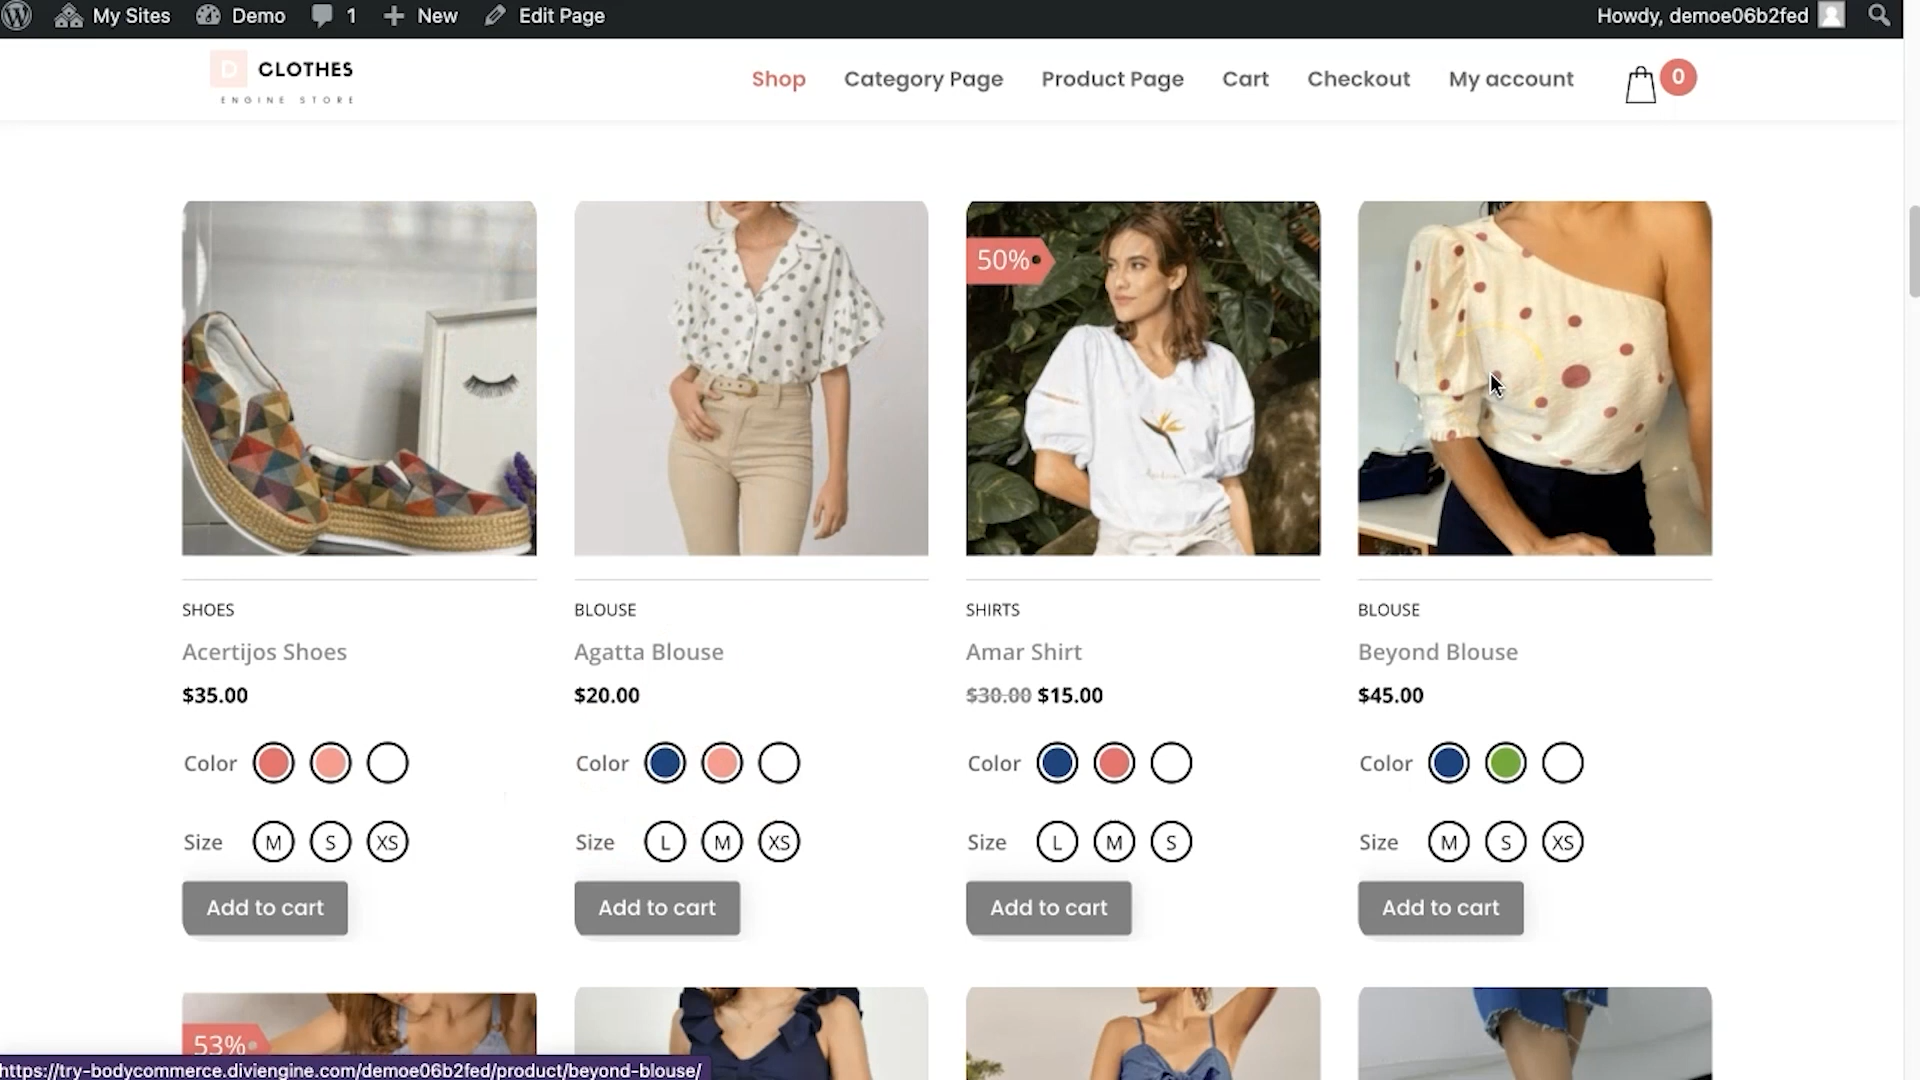 My Sites Demo 1 New Edit Page Howdy, demoe06b2fed
D CLOTHES
ENGINE STORE
Shop Category Page Product Page Cart Checkout My account 0
50%
SHOES BLOUSE SHIRTS BLOUSE
Acertijos Shoes Agatta Blouse Amar Shirt Beyond Blouse
$35.00 $20.00 $30.00 $15.00 $45.00
Color Color Color Color
Size M S XS Size L M XS Size L M S Size M S XS
Add to cart Add to cart Add to cart Add to cart
53%
https://try-bodycommerce.diviengine.com/demoe06b2fed/product/beyond-blouse/